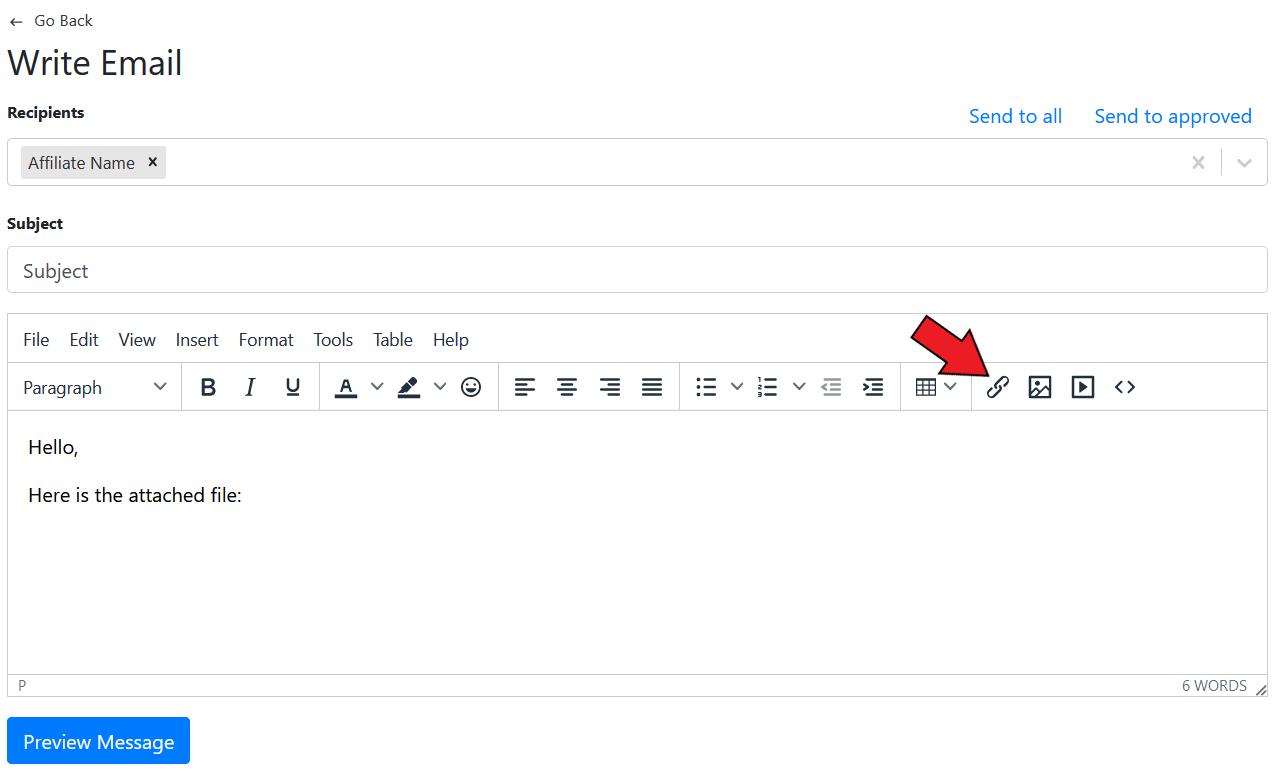 ← Go Back
Write Email
Recipients
Send to all Send to approved
Affiliate Name ×
Subject
Subject
File Edit View Insert Format Tools Table Help
Paragraph B I U A
Hello,
Here is the attached file:
P 6 WORDS
Preview Message